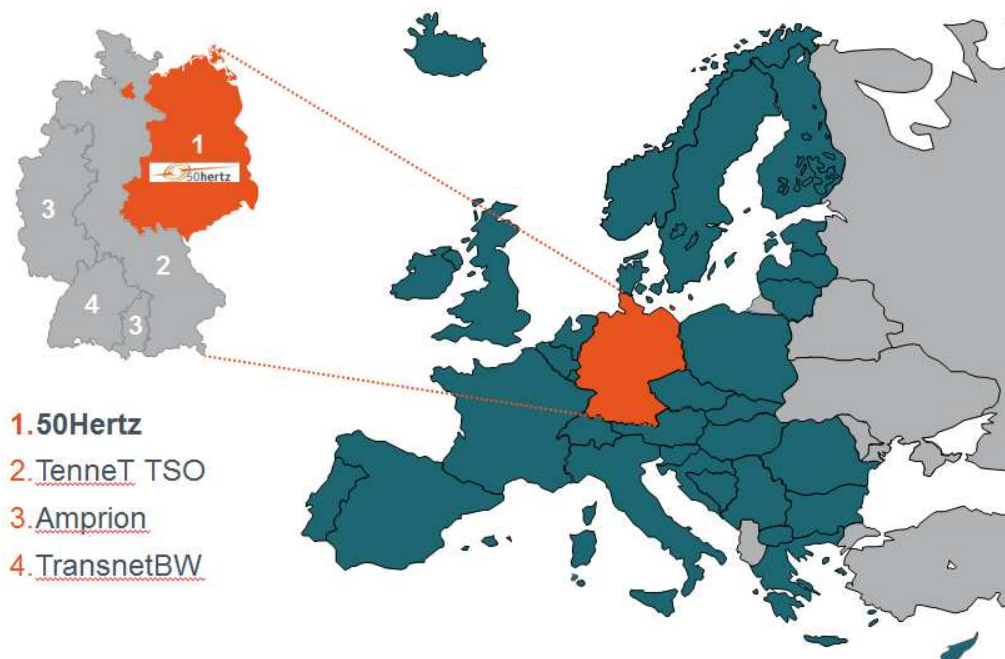 1
50hertz
3
2
4
3
1. 50Hertz
2. TenneT TSO
3. Amprion
4. TransnetBW